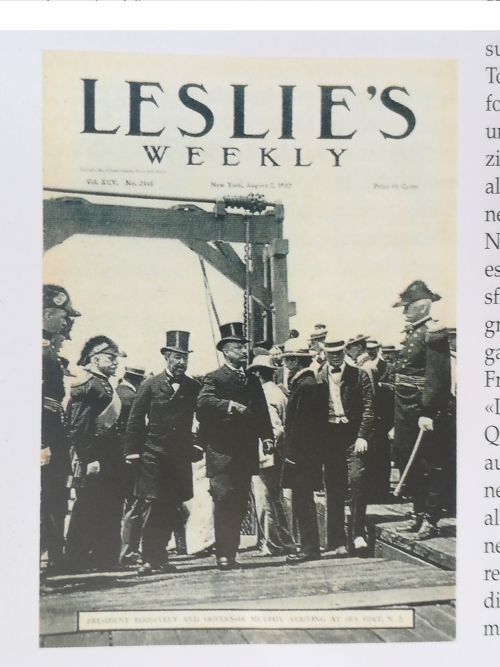 LESLIE'S
WEEKLY
Vol. XCV. No. 2448 New York, August 7, 1902 Price 10 Cents
PRESIDENT ROOSEVELT AND GOVERNOR MURPHY ARRIVING AT SEA GIRT, N. J.
su
To
fo
un
zi
al
ne
N
es
sf
gr
ga
Fr
Q
au
ne
al
ne
re
di
m